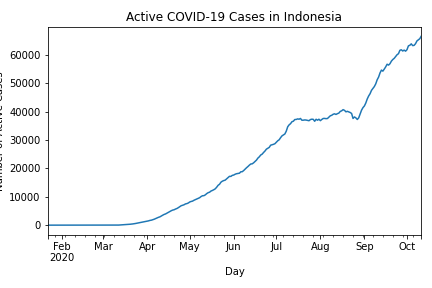 Active COVID-19 Cases in Indonesia
Number of Active Cases
60000
50000
40000
30000
20000
10000
0
Feb Mar Apr May Jun Jul Aug Sep Oct
2020
Day